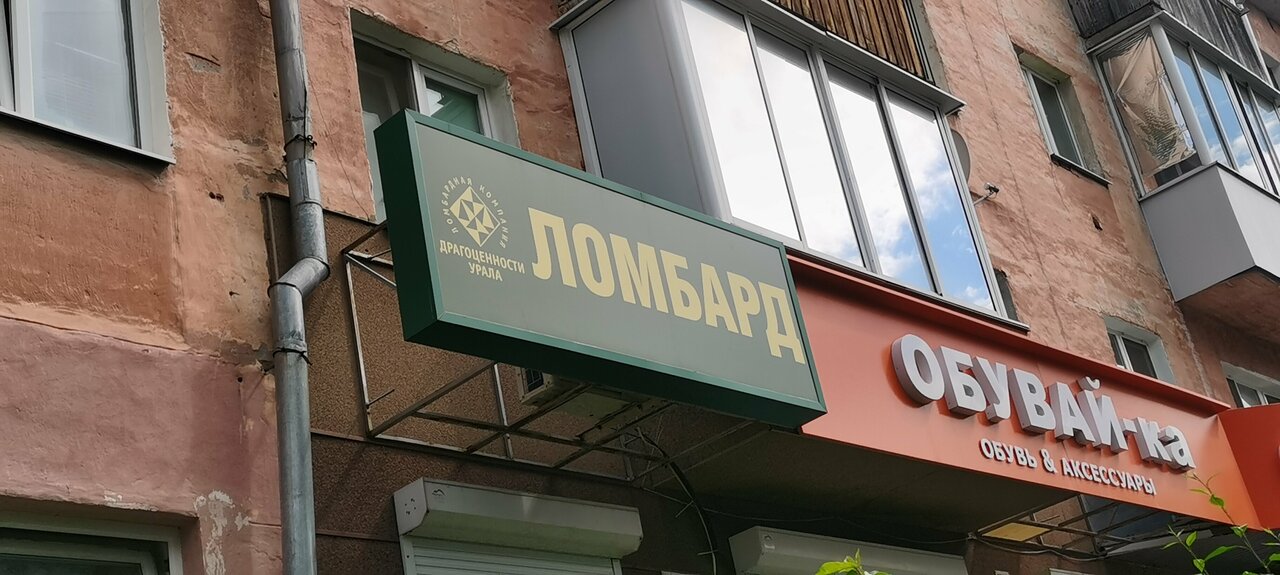 ЛОМБАРДНАЯ КОМПАНИЯ
ДРАГОЦЕННОСТИ
УРАЛА
ЛОМБАРД
ОБУВАЙ-ка
ОБУВЬ & АКСЕССУАРЫ